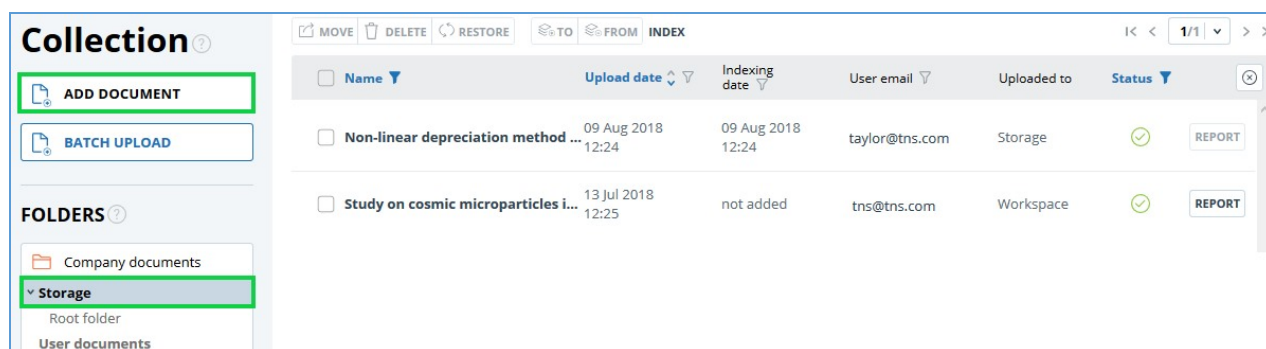 Collection ?
ADD DOCUMENT
BATCH UPLOAD
FOLDERS ?
Company documents
Storage
Root folder
User documents
MOVE DELETE RESTORE TO FROM INDEX 1/1
Name Upload date Indexing date User email Uploaded to Status
Non-linear depreciation method ... 09 Aug 2018 12:24 09 Aug 2018 12:24 taylor@tns.com Storage REPORT
Study on cosmic microparticles i... 13 Jul 2018 12:25 not added tns@tns.com Workspace REPORT